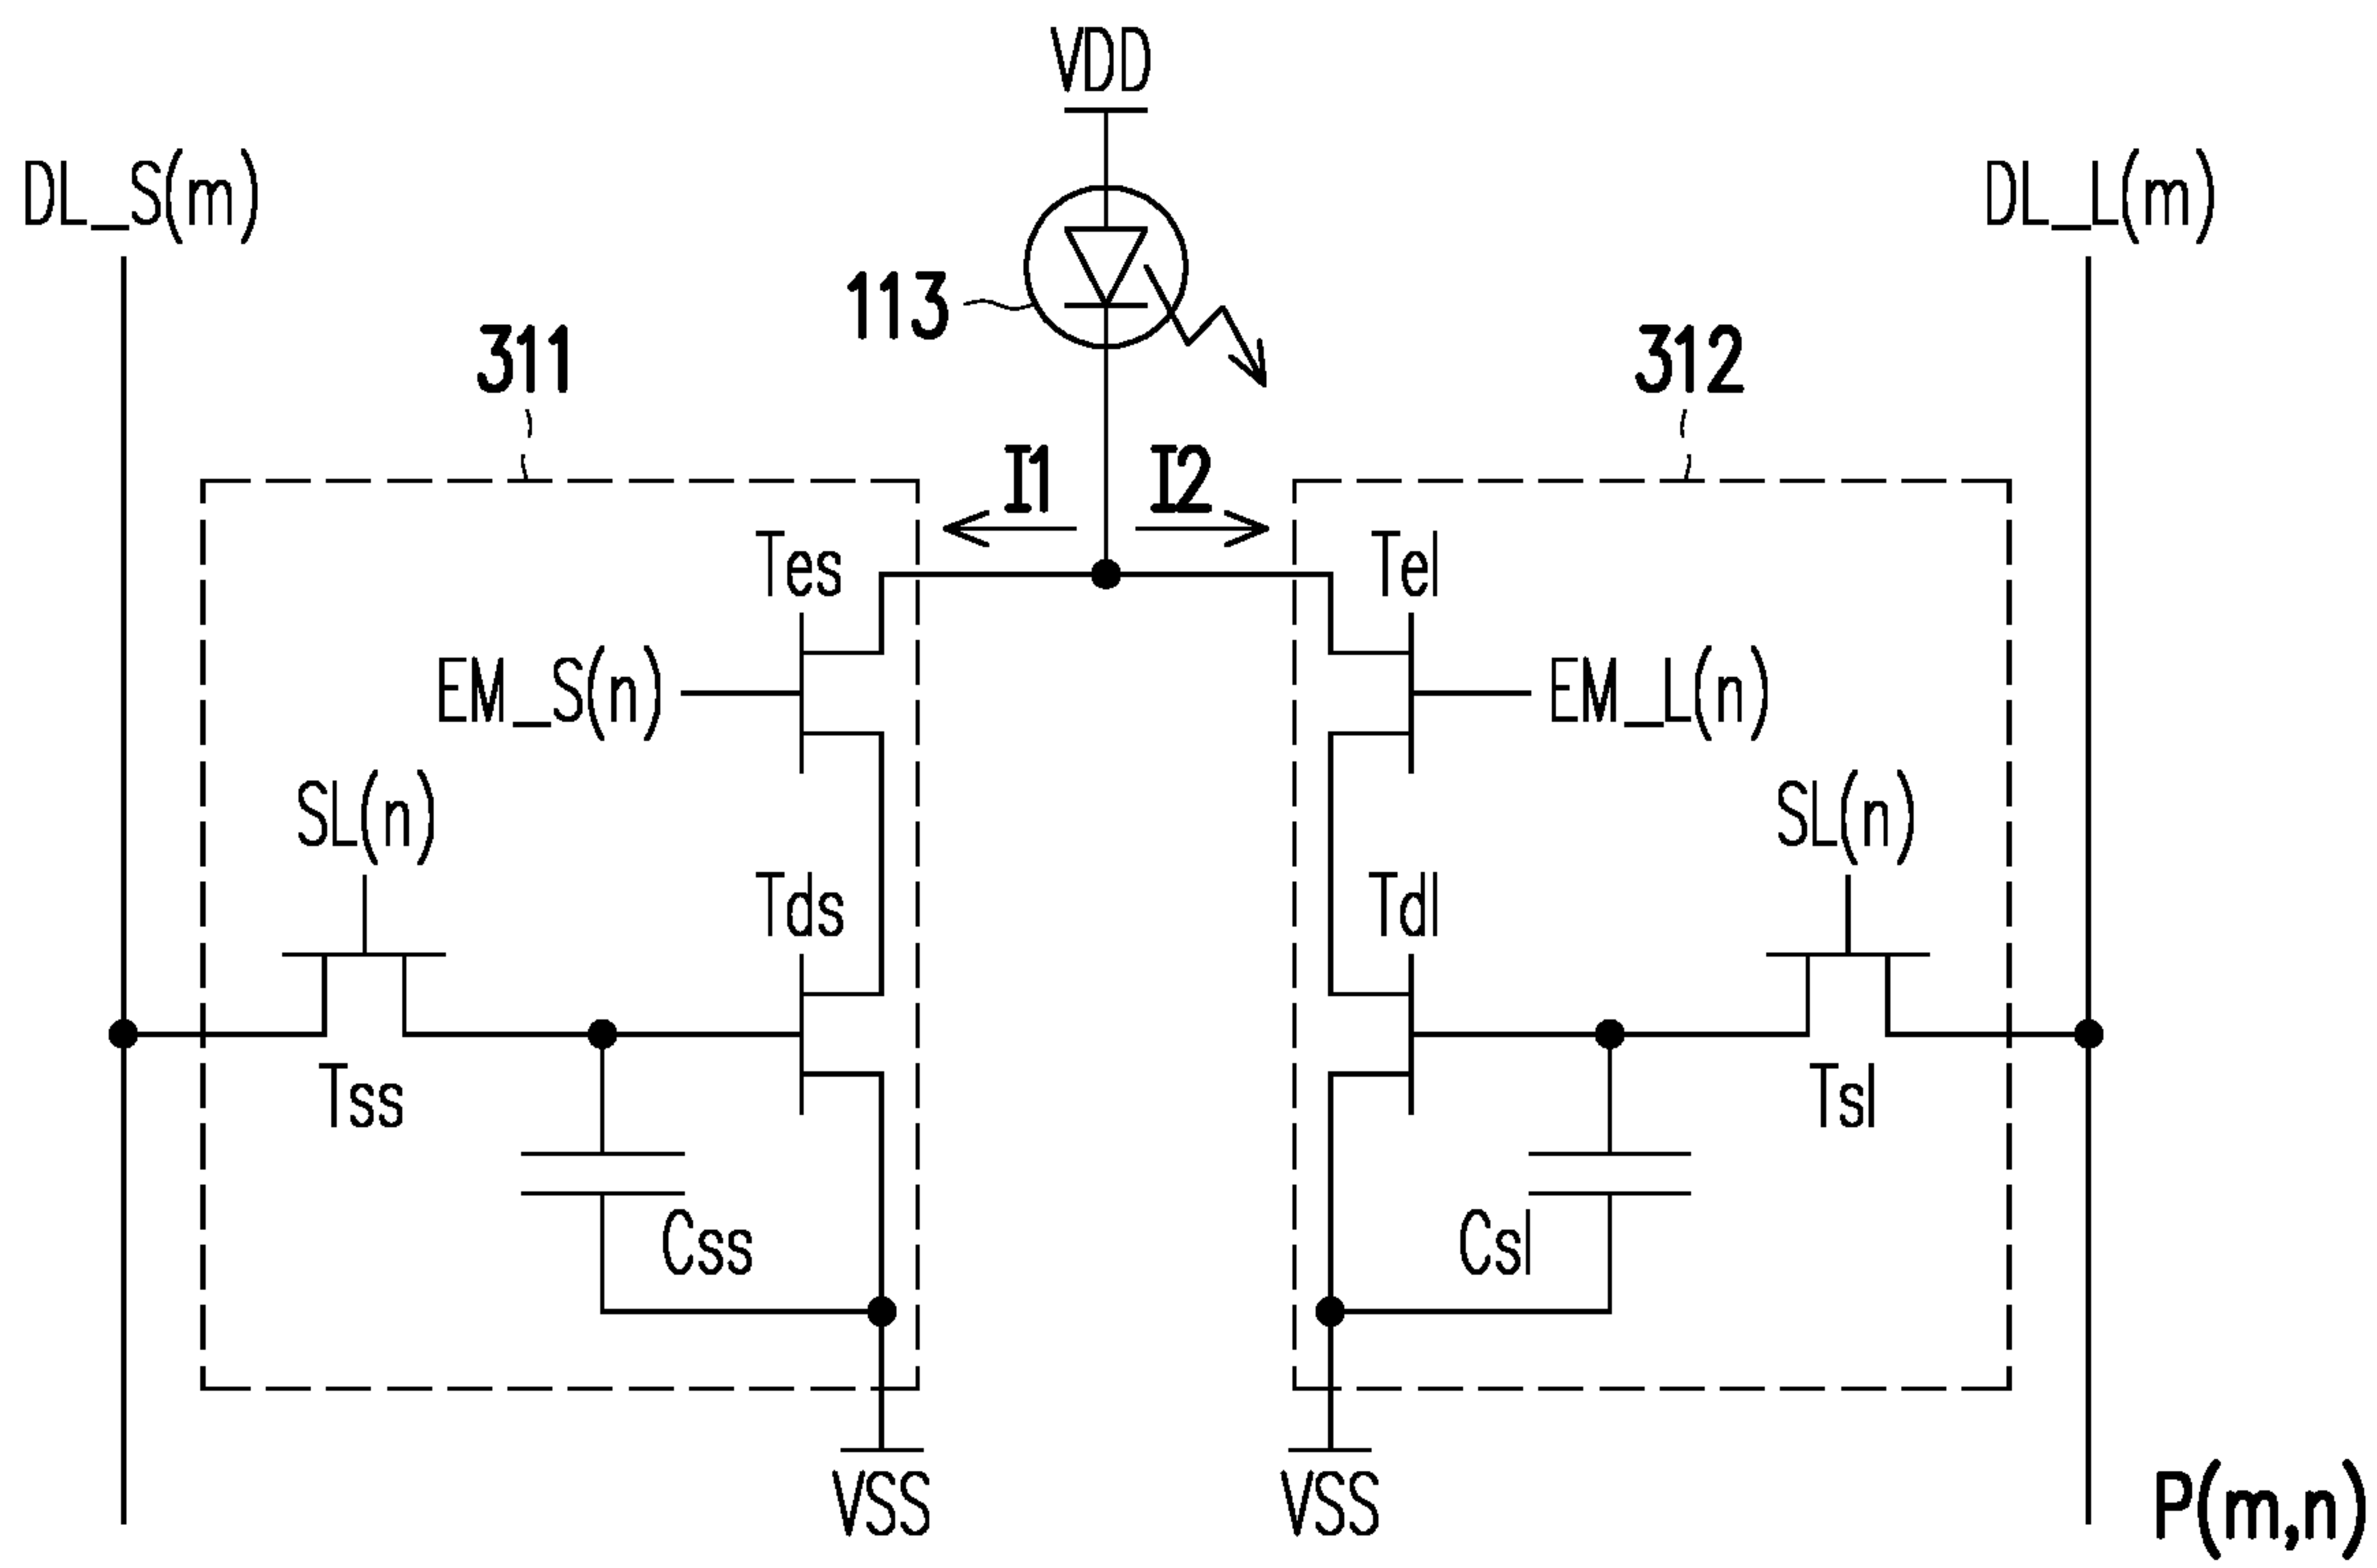 VDD
DL_S(m)
DL_L(m)
113
311
312
I1
I2
Tes
Tel
EM_S(n)
EM_L(n)
SL(n)
SL(n)
Tds
Tdl
Tss
Tsl
Css
Csl
VSS
VSS
P(m,n)